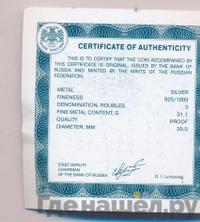 CERTIFICATE OF AUTHENTICITY
THIS IS TO CERTIFY THAT THE COIN ACCOMPANIED BY
THIS CERTIFICATE IS ORIGINAL, ISSUED BY THE BANK OF
RUSSIA AND MINTED BY THE MINTS OF THE RUSSIAN
FEDERATION.
METAL SILVER
FINENESS 925/1000
DENOMINATION, ROUBLES 3
FINE METAL CONTENT, G 31,1
QUALITY PROOF
DIAMETER, MM 39,0
FIRST DEPUTY
CHAIRMAN
OF THE BANK OF RUSSIA
Gdenashel.ru